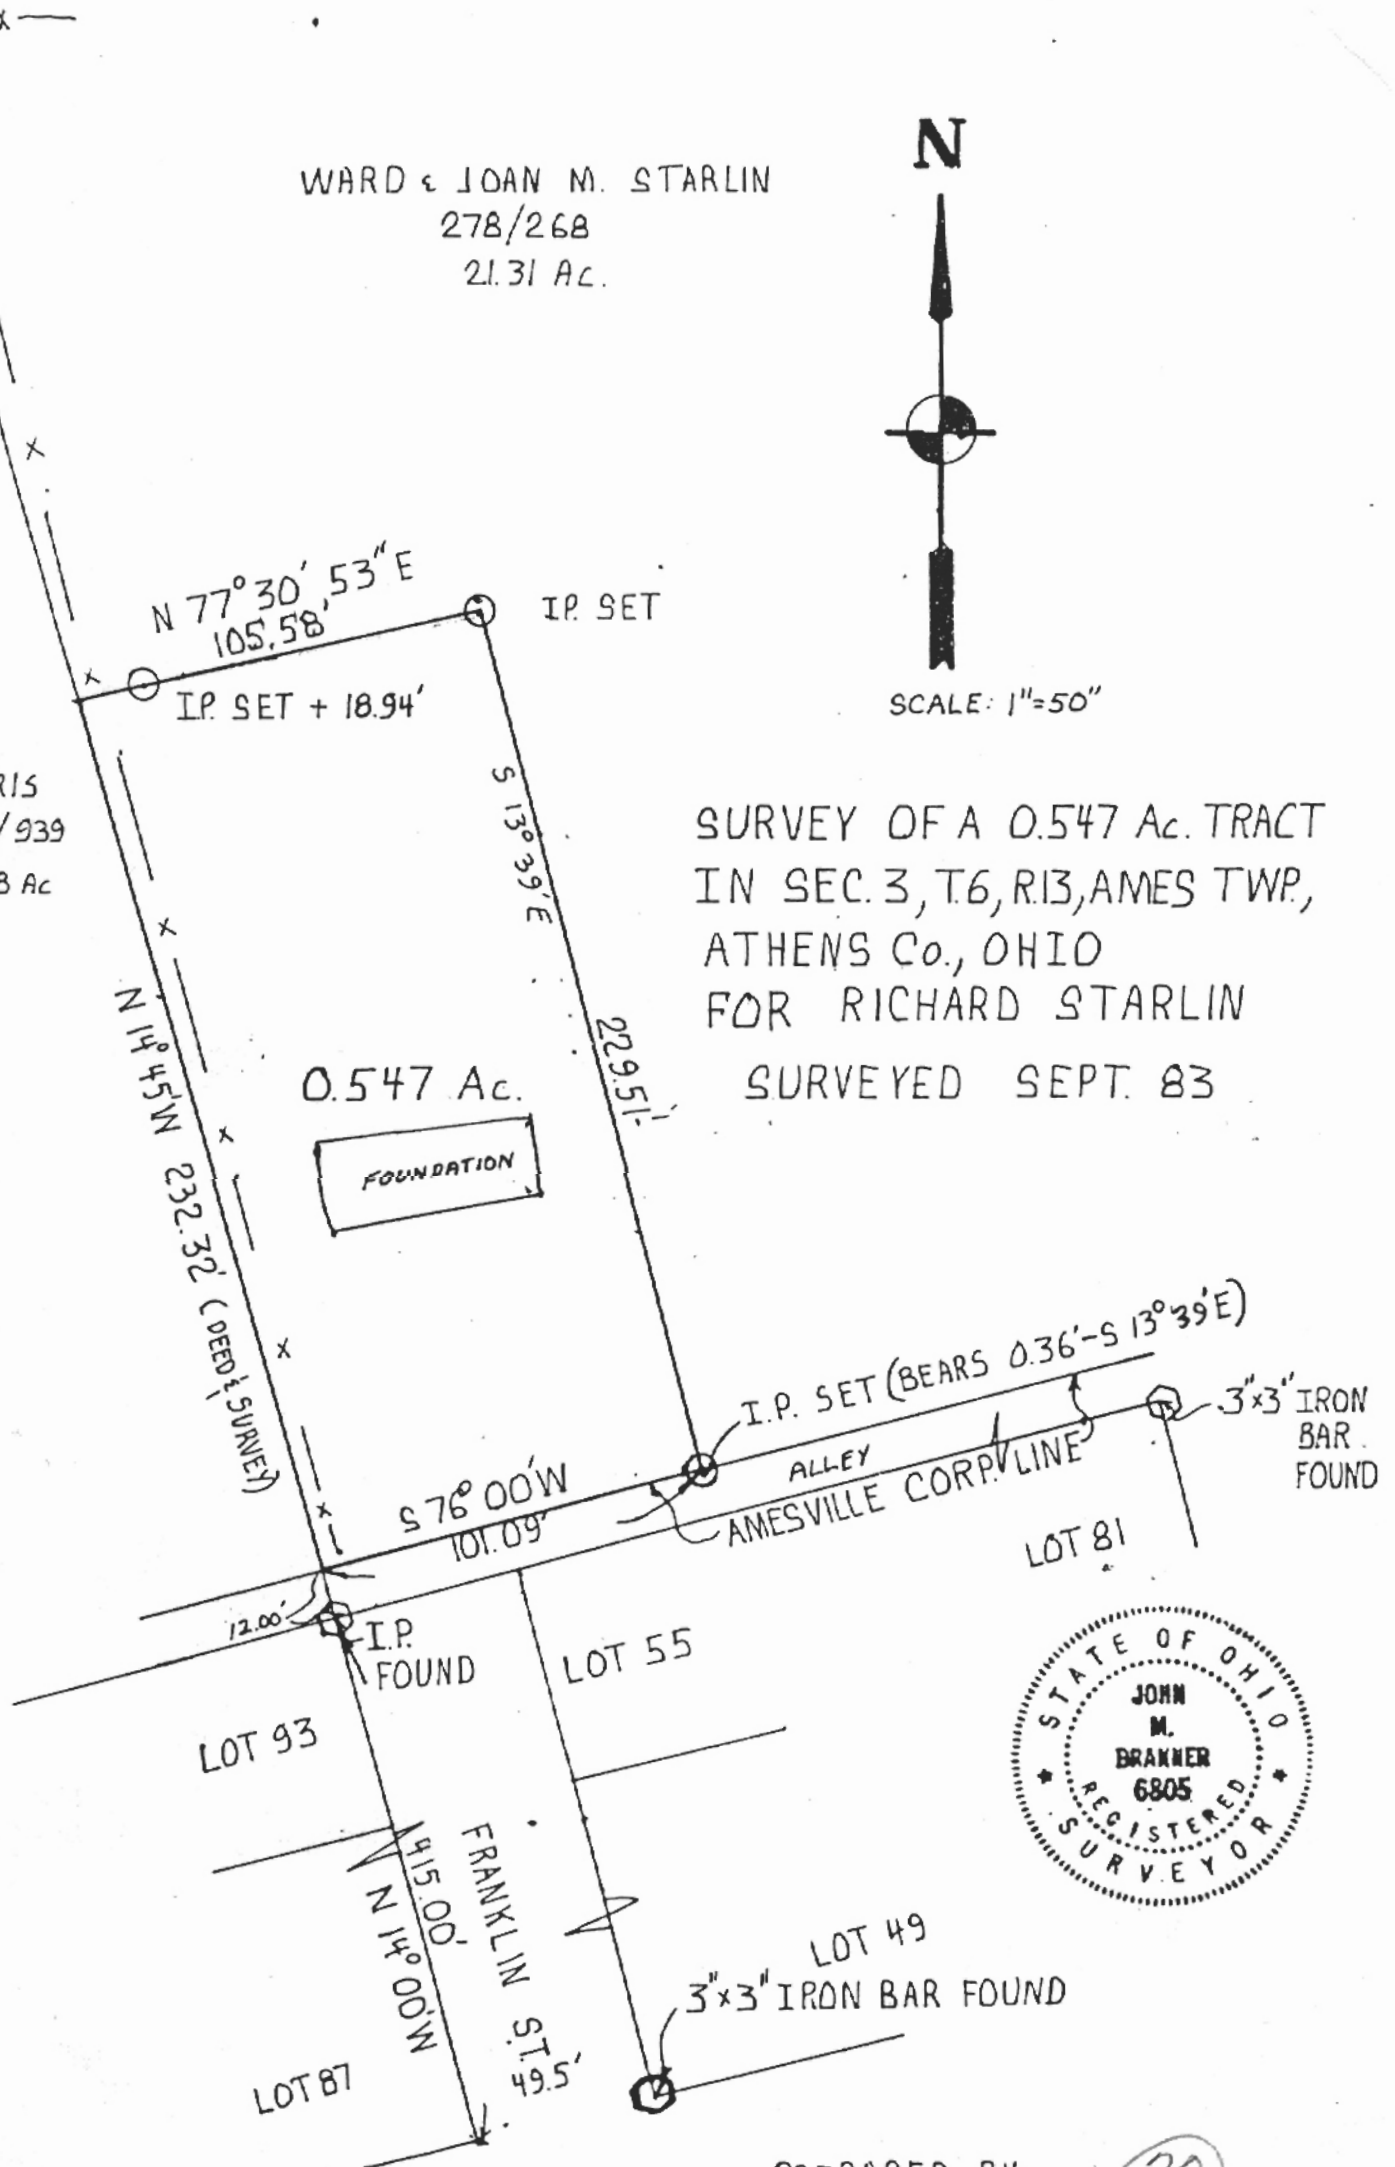 N
WARD & JOAN M. STARLIN
278/268
21.31 Ac.
N 77°30',53" E
105.58'
I.P. SET
I.P. SET + 18.94'
SCALE: 1"=50"
RIS
/939
Ac
S 13° 39' E
229.51'
SURVEY OF A 0.547 Ac. TRACT
IN SEC. 3, T.6, R.13, AMES TWP.,
ATHENS Co., OHIO
FOR RICHARD STARLIN
SURVEYED SEPT. 83
N 14° 45' W 232.32' (DEED & SURVEY)
0.547 Ac.
FOUNDATION
I.P. SET (BEARS 0.36'-S 13° 39' E)
3"x3" IRON
BAR
FOUND
ALLEY
AMESVILLE CORP. LINE
S 76° 00' W
101.09'
LOT 81
12.00'
I.P.
FOUND
LOT 55
LOT 93
STATE OF OHIO
JOHN
M.
BRANNER
6805
REGISTERED
SURVEYOR
415.00'
N 14° 00' W
FRANKLIN ST.
49.5'
LOT 49
3"x3" IRON BAR FOUND
LOT 87